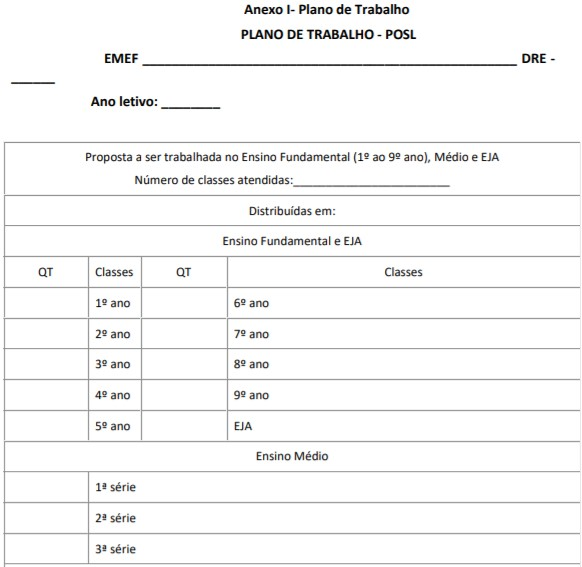 Anexo I- Plano de Trabalho
PLANO DE TRABALHO - POSL
EMEF ___________________________________________________ DRE -
______
Ano letivo: ________
Proposta a ser trabalhada no Ensino Fundamental (1º ao 9º ano), Médio e EJA
Número de classes atendidas:________________________
Distribuídas em:
Ensino Fundamental e EJA
QT Classes QT Classes
1º ano 6º ano
2º ano 7º ano
3º ano 8º ano
4º ano 9º ano
5º ano EJA
Ensino Médio
1ª série
2ª série
3ª série